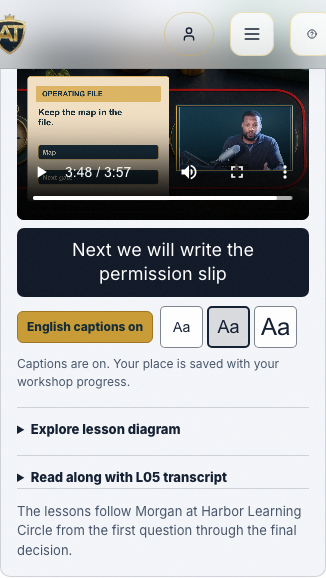 AT
OPERATING FILE
Keep the map in the
file.
Map
3:48 / 3:57
Next we will write the
permission slip
English captions on
Aa
Aa
Aa
Captions are on. Your place is saved with your
workshop progress.
Explore lesson diagram
Read along with L05 transcript
The lessons follow Morgan at Harbor Learning
Circle from the first question through the final
decision.